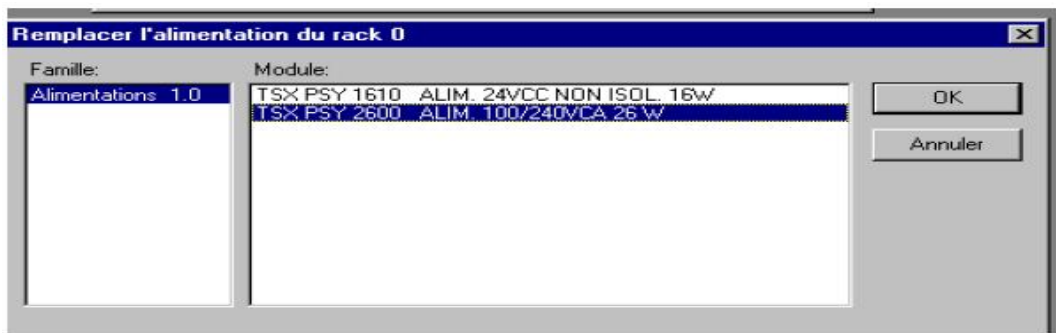 Remplacer l'alimentation du rack 0
Famille:
Module:
Alimentations 1.0
TSX PSY 1610 ALIM. 24VCC NON ISOL. 16W
TSX PSY 2600 ALIM. 100/240VCA 26 W
OK
Annuler